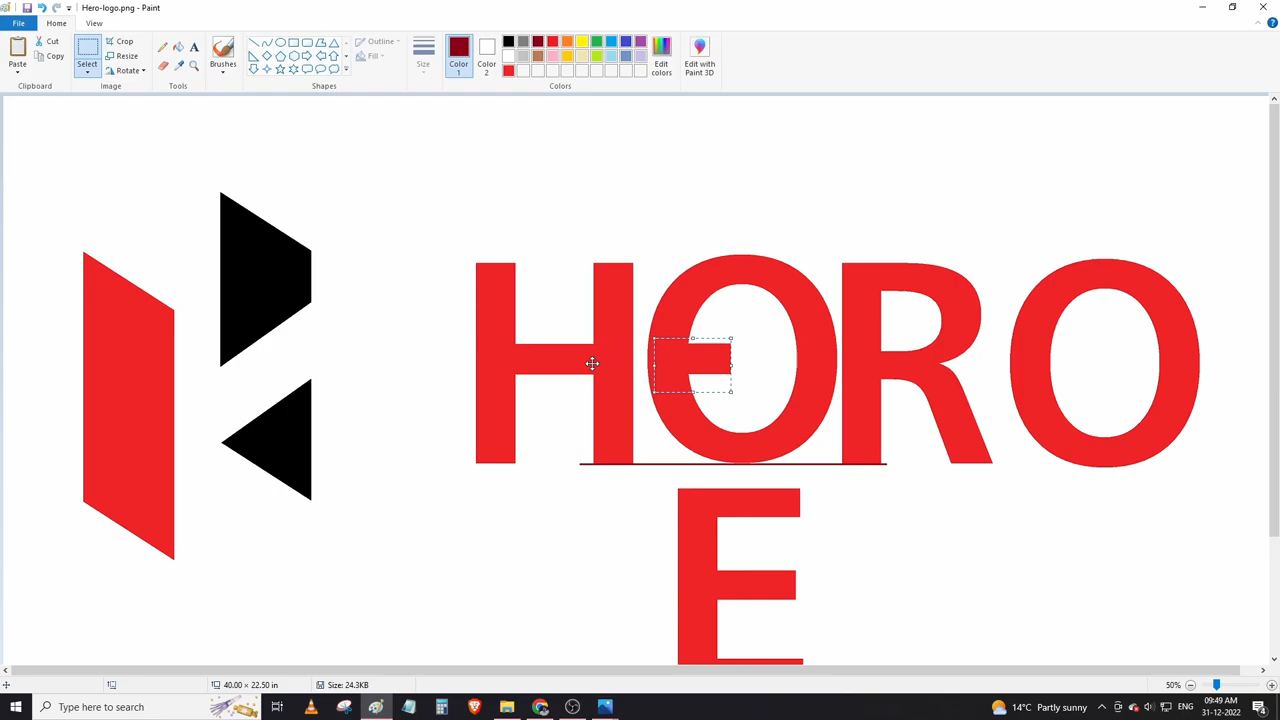 Hero-logo.png - Paint
File Home View
Paste
Cut
Copy
Clipboard
Select
Crop
Resize
Rotate
Image
A
Tools
Brushes
Outline
Fill
Shapes
Size
Color 1
Color 2
Edit colors
Colors
Edit with Paint 3D
HORO
E
40.00 × 22.50 in
Size: 24.3KB
50%
Type here to search
14°C Partly sunny
ENG
09:49 AM
31-12-2022